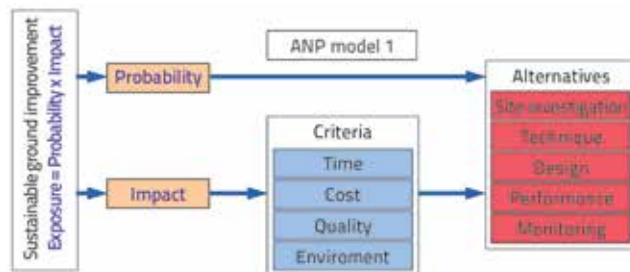 Sustainable ground improvement
Exposure = Probability x Impact
ANP model 1
Probability
Impact
Criteria
Time
Cost
Quality
Enviroment
Alternatives
Site investigation
Technique
Design
Performance
Monitoring